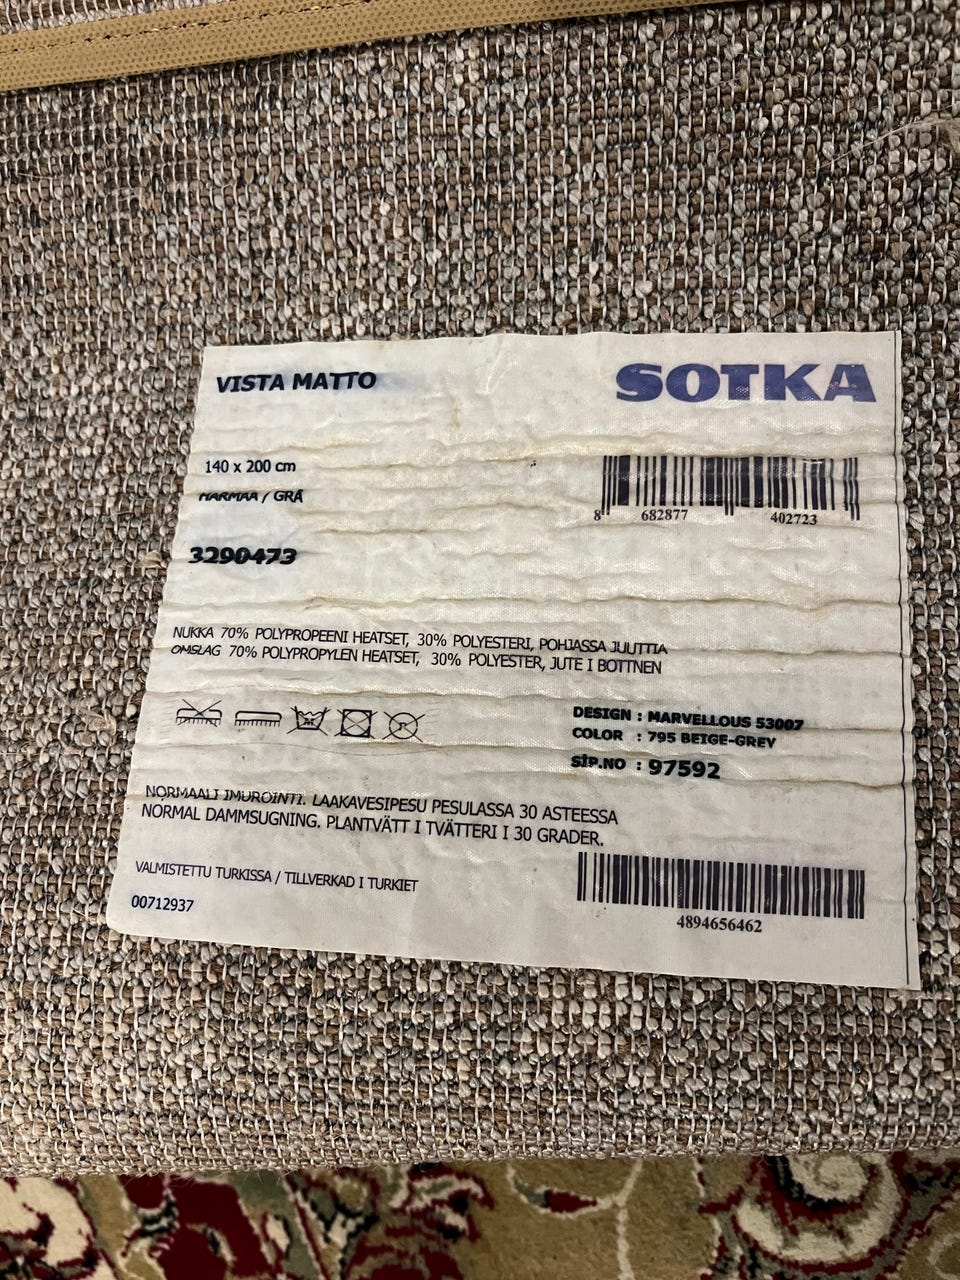 VISTA MATTO
SOTKA
140 x 200 cm
HARMAA / GRÅ
8 682877 402723
3290473
NUKKA 70% POLYPROPEENI HEATSET, 30% POLYESTERI, POHJASSA JUUTTIA
OMSLAG 70% POLYPROPYLEN HEATSET, 30% POLYESTER, JUTE I BOTTNEN
P
DESIGN : MARVELLOUS 53007
COLOR : 795 BEIGE-GREY
SİP.NO : 97592
NORMAALI IMUROINTI. LAAKAVESIPESU PESULASSA 30 ASTEESSA
NORMAL DAMMSUGNING. PLANTVÄTT I TVÄTTERI I 30 GRADER.
VALMISTETTU TURKISSA / TILLVERKAD I TURKIET
00712937
4894656462